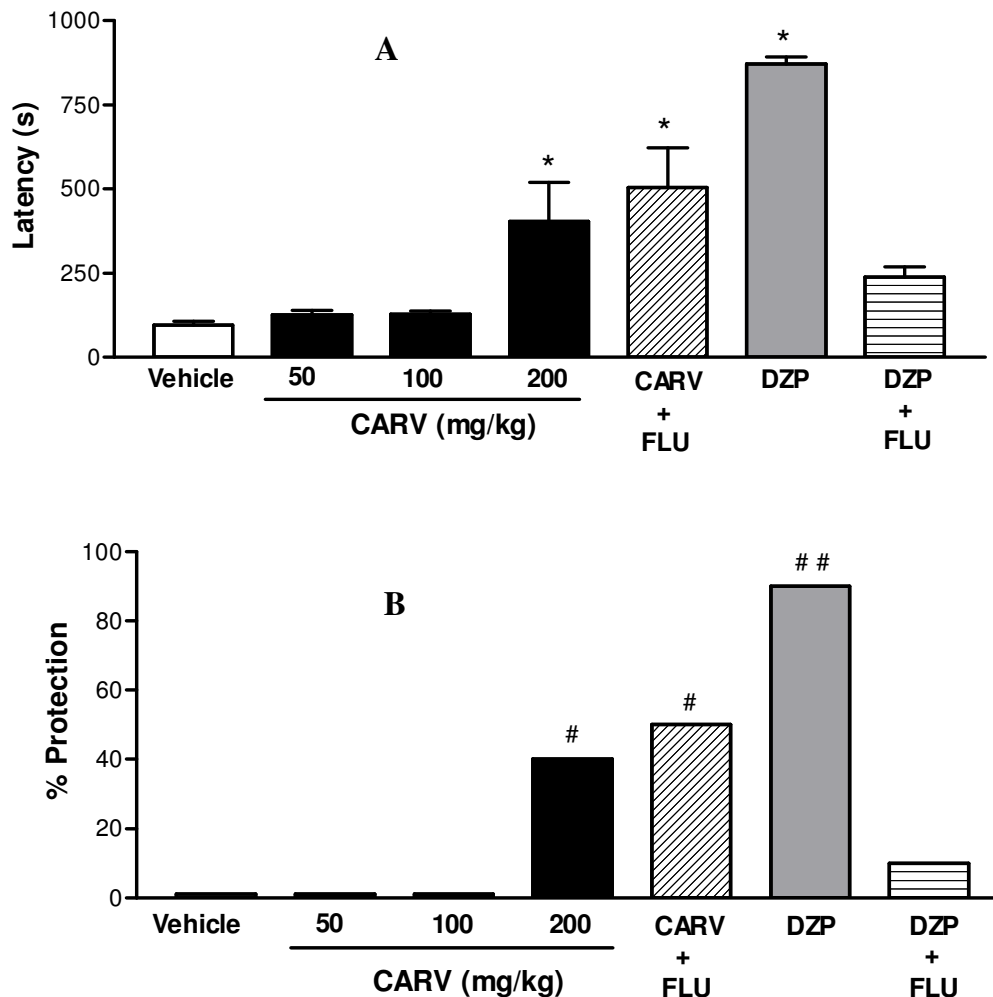 1000
A
*
750
*
*
500
250
0
Latency (s)
Vehicle 50 100 200 CARV + FLU DZP DZP + FLU
CARV (mg/kg)
100
# #
80
B
60
#
#
40
20
0
% Protection
Vehicle 50 100 200 CARV + FLU DZP DZP + FLU
CARV (mg/kg)